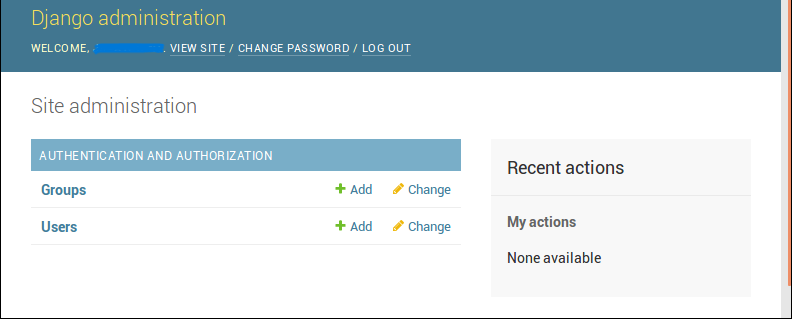 Django administration
WELCOME, . VIEW SITE / CHANGE PASSWORD / LOG OUT
Site administration
AUTHENTICATION AND AUTHORIZATION
Groups Add Change
Users Add Change
Recent actions
My actions
None available